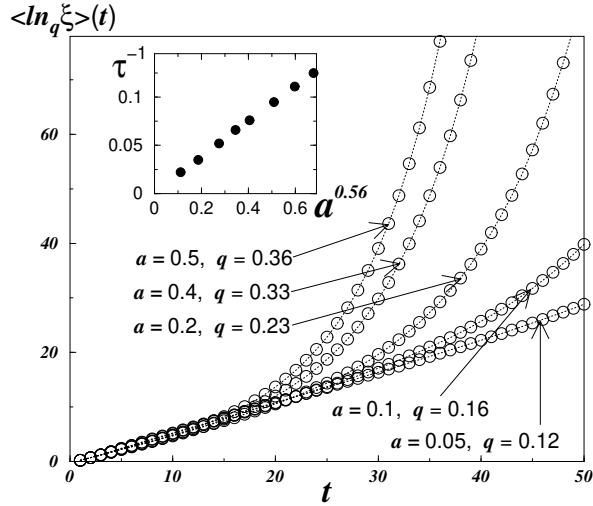 <ln_q ξ>(t)
80
60
40
20
0
τ⁻¹
0.1
0.05
0
0 0.2 0.4 0.6
a^0.56
a = 0.5, q = 0.36
a = 0.4, q = 0.33
a = 0.2, q = 0.23
a = 0.1, q = 0.16
a = 0.05, q = 0.12
0 10 20 30 40 50
t